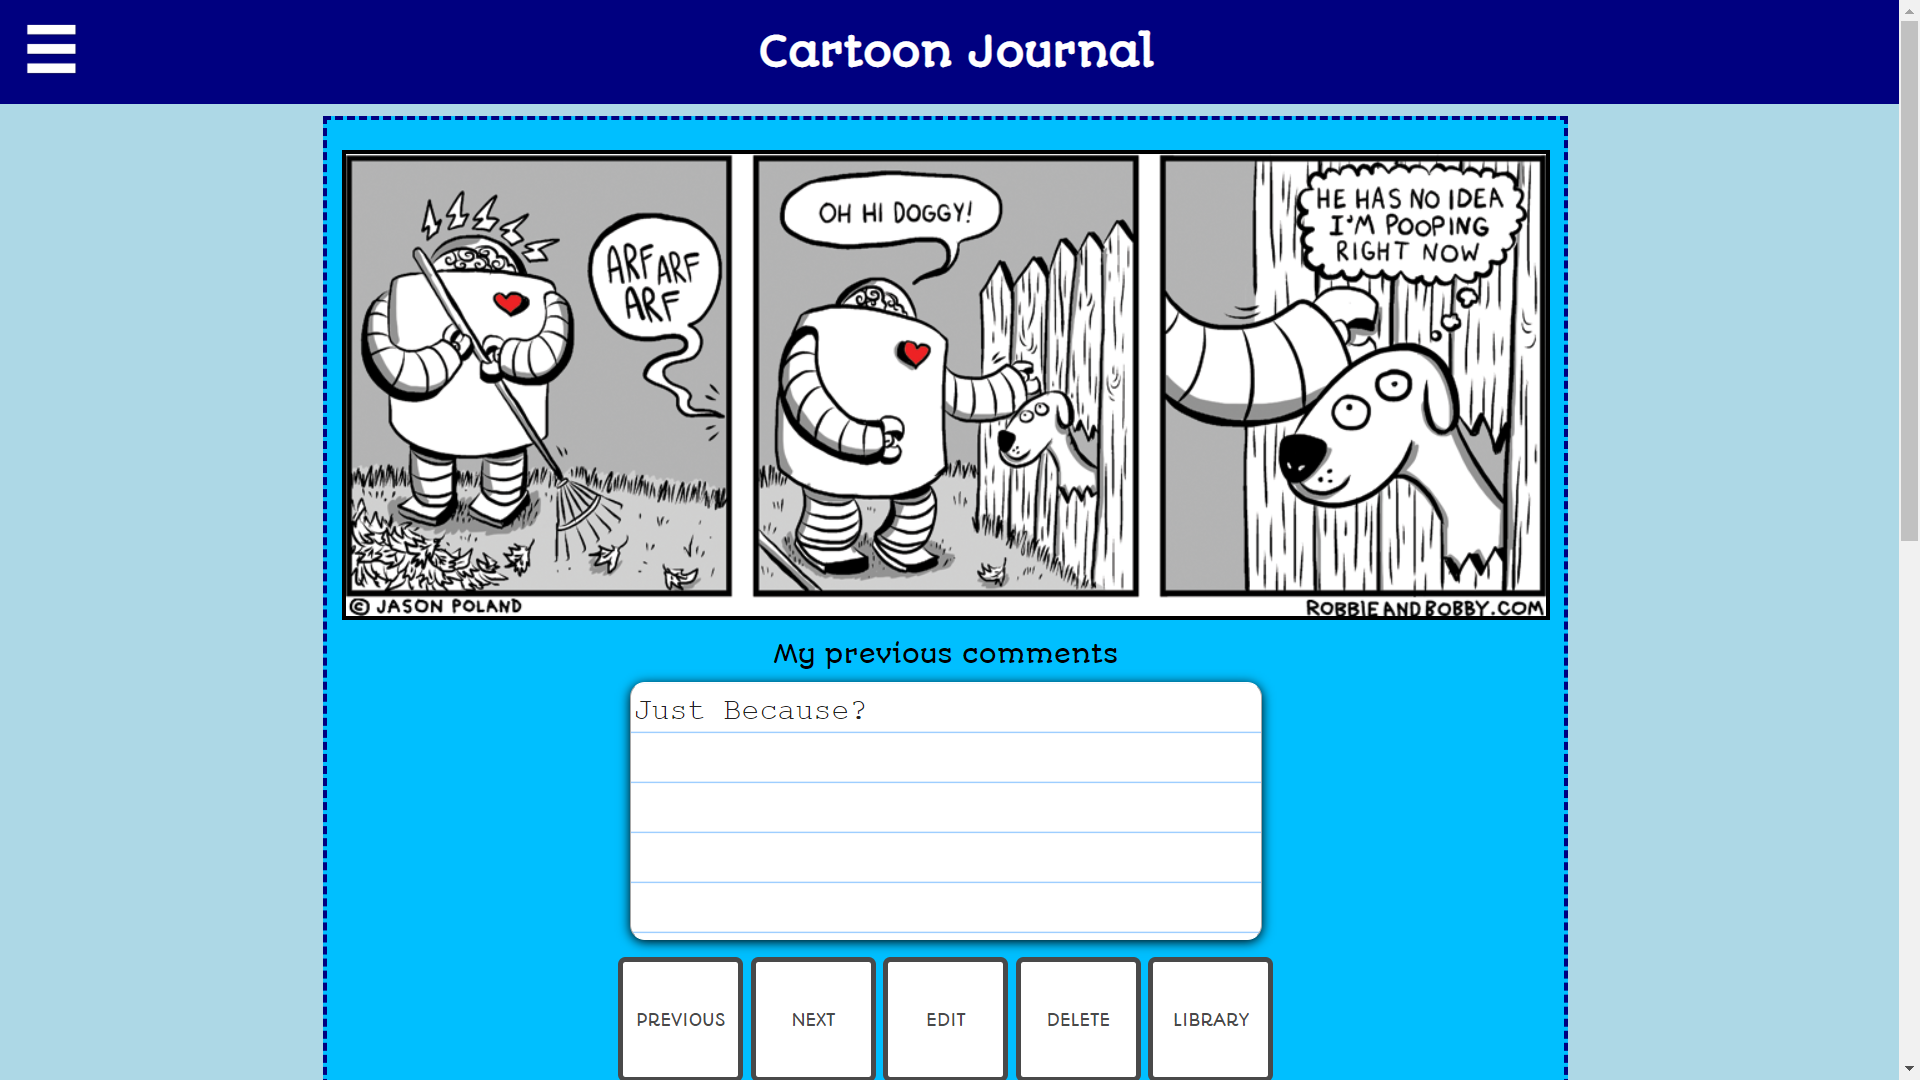 Cartoon Journal
ARF ARF
ARF
OH HI DOGGY!
HE HAS NO IDEA
I'M POOPING
RIGHT NOW
© JASON POLAND
ROBBIEANDBOBBY.COM
My previous comments
Just Because?
PREVIOUS
NEXT
EDIT
DELETE
LIBRARY